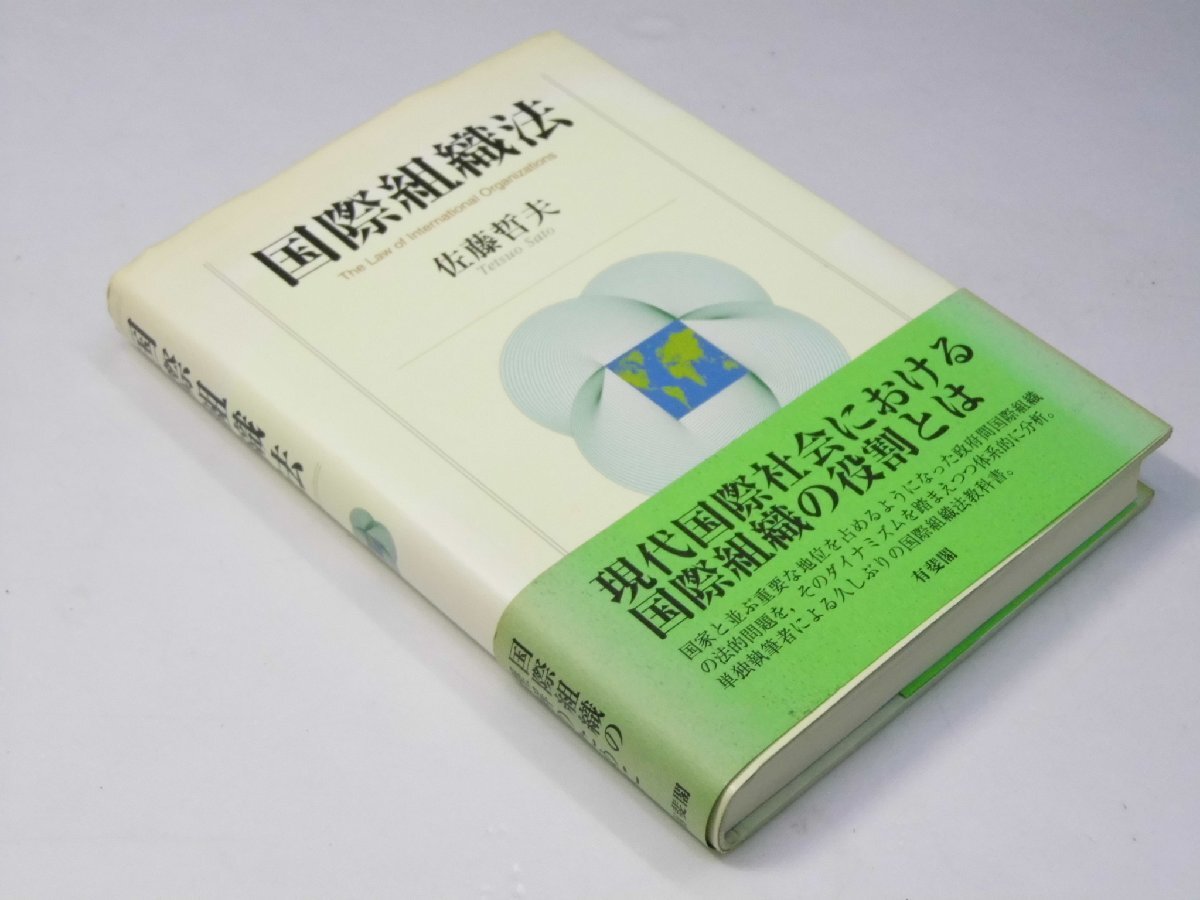 国際組織法
The Law of International Organizations
佐藤哲夫
Tetsuo Sato
現代国際社会における
国際組織の役割とは
国家と並ぶ重要な地位を占めるようになった政府間国際組織
の法的問題を，そのダイナミズムを踏まえつつ体系的に分析。
単独執筆者による久しぶりの国際組織法教科書。
有斐閣
国際組織法
国際組織の